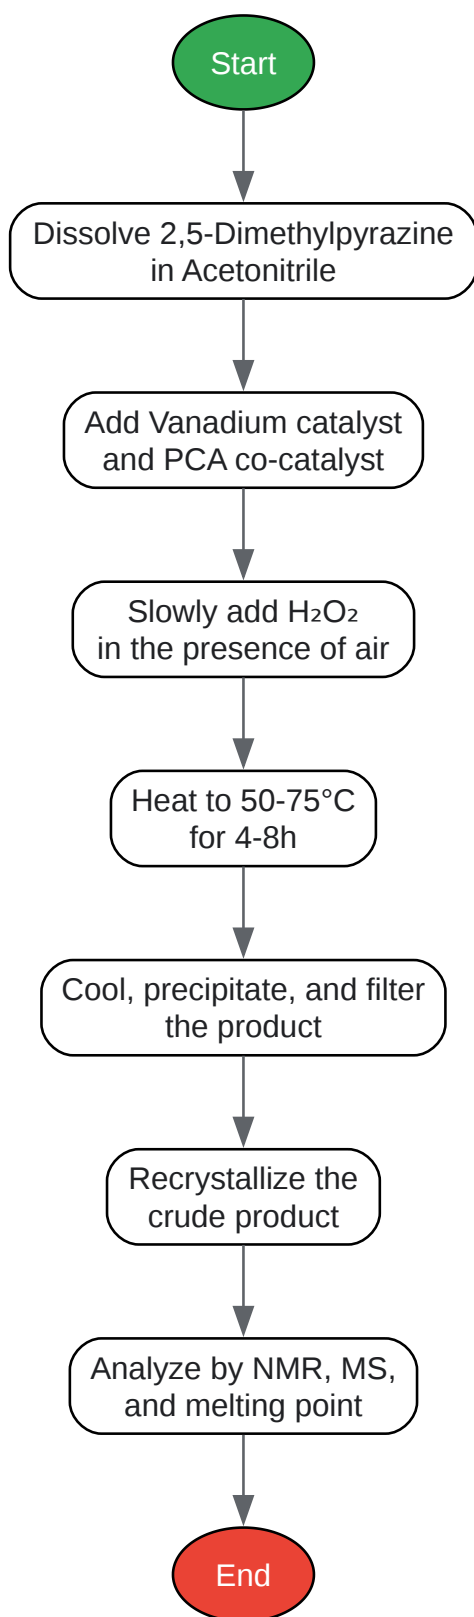 Start
Dissolve 2,5-Dimethylpyrazine
in Acetonitrile
Add Vanadium catalyst
and PCA co-catalyst
Slowly add H₂O₂
in the presence of air
Heat to 50-75°C
for 4-8h
Cool, precipitate, and filter
the product
Recrystallize the
crude product
Analyze by NMR, MS,
and melting point
End